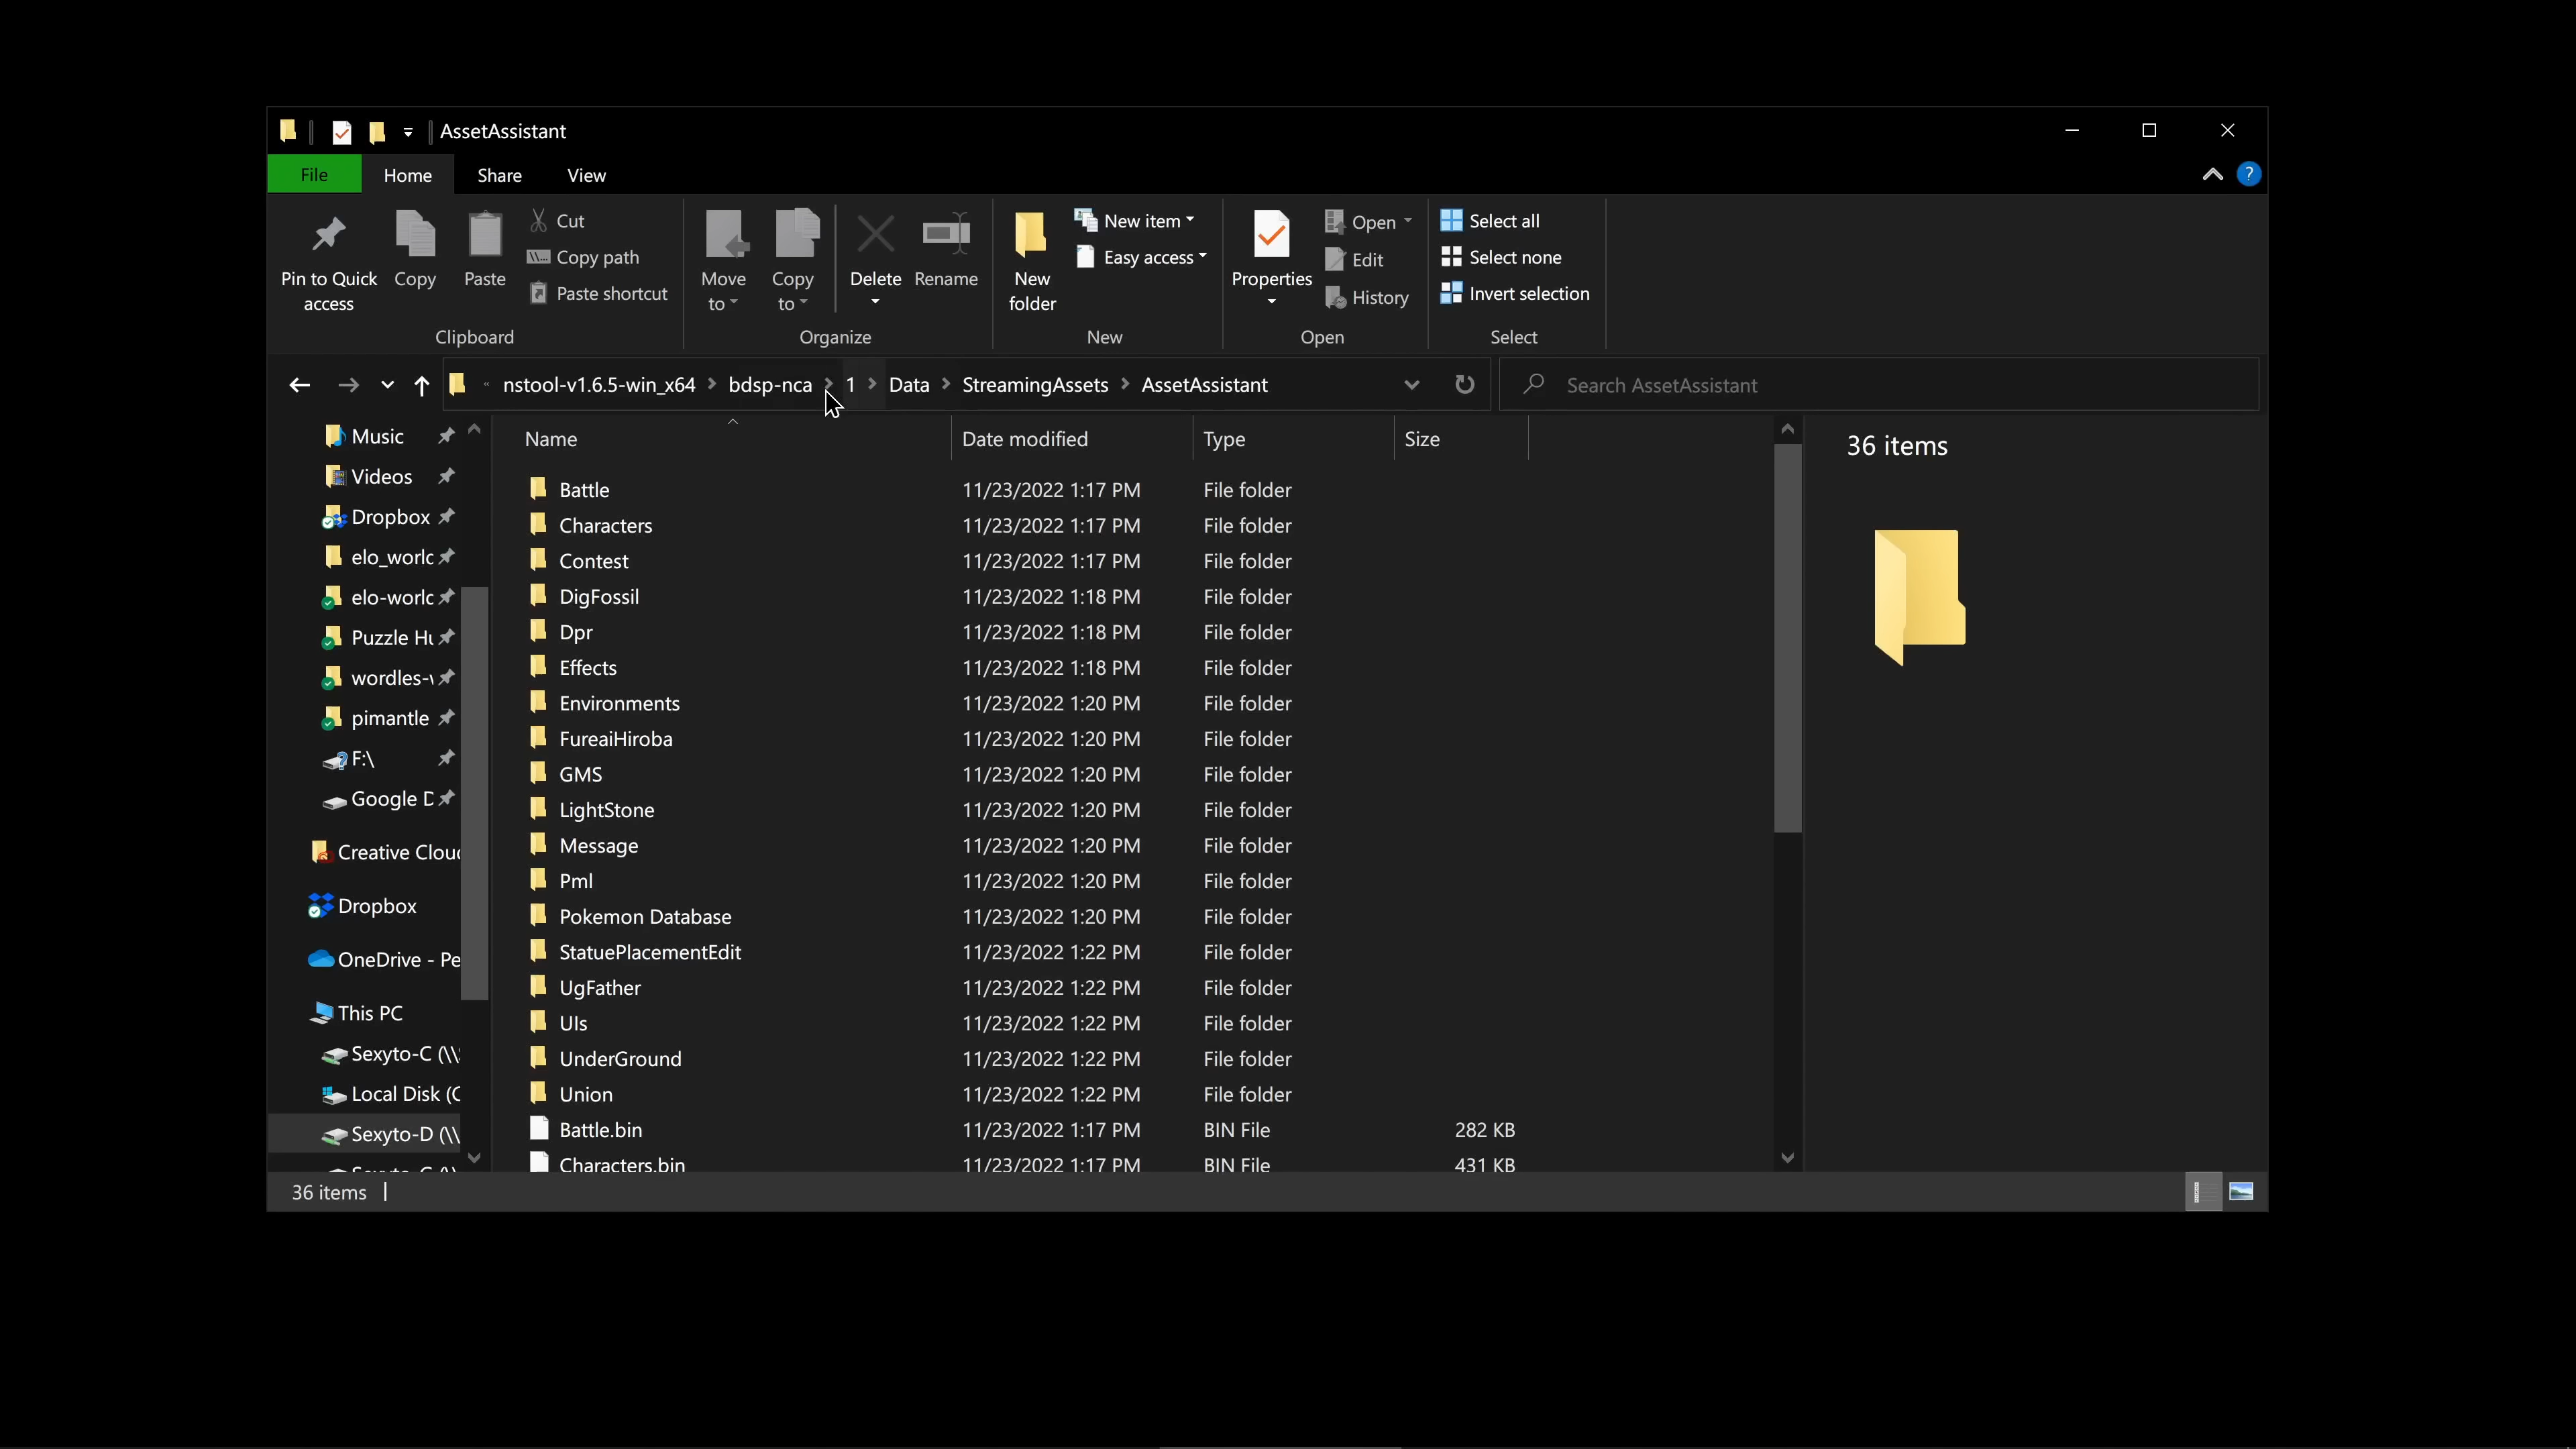 AssetAssistant
File Home Share View
Pin to Quick access
Copy
Paste
Cut
Copy path
Paste shortcut
Clipboard
Move to
Copy to
Delete
Rename
Organize
New folder
New item
Easy access
New
Properties
Open
Edit
History
Open
Select all
Select none
Invert selection
Select
« nstool-v1.6.5-win_x64 > bdsp-nca > 1 > Data > StreamingAssets > AssetAssistant
Search AssetAssistant
Music
Videos
Dropbox
elo_worlc
elo-worlc
Puzzle Hu
wordles-v
pimantle
F:\
Google D
Creative Cloud
Dropbox
OneDrive - Pe
This PC
Sexyto-C (\\
Local Disk (C
Sexyto-D (\\
Name Date modified Type Size
Battle 11/23/2022 1:17 PM File folder
Characters 11/23/2022 1:17 PM File folder
Contest 11/23/2022 1:17 PM File folder
DigFossil 11/23/2022 1:18 PM File folder
Dpr 11/23/2022 1:18 PM File folder
Effects 11/23/2022 1:18 PM File folder
Environments 11/23/2022 1:20 PM File folder
FureaiHiroba 11/23/2022 1:20 PM File folder
GMS 11/23/2022 1:20 PM File folder
LightStone 11/23/2022 1:20 PM File folder
Message 11/23/2022 1:20 PM File folder
Pml 11/23/2022 1:20 PM File folder
Pokemon Database 11/23/2022 1:20 PM File folder
StatuePlacementEdit 11/23/2022 1:22 PM File folder
UgFather 11/23/2022 1:22 PM File folder
UIs 11/23/2022 1:22 PM File folder
UnderGround 11/23/2022 1:22 PM File folder
Union 11/23/2022 1:22 PM File folder
Battle.bin 11/23/2022 1:17 PM BIN File 282 KB
Characters.bin 11/23/2022 1:17 PM BIN File 431 KB
36 items
36 items